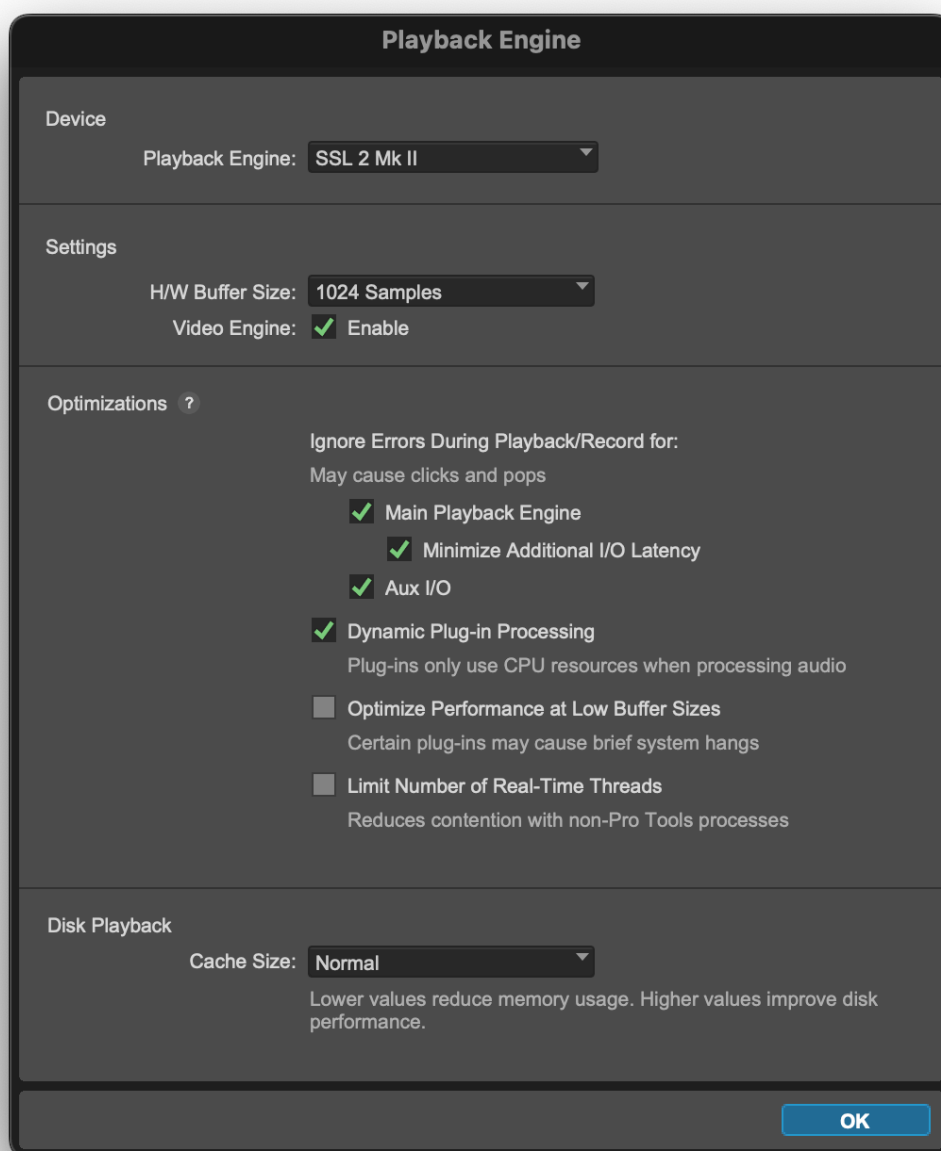 Playback Engine
Device
Playback Engine: SSL 2 Mk II
Settings
H/W Buffer Size: 1024 Samples
Video Engine: Enable
Optimizations ?
Ignore Errors During Playback/Record for:
May cause clicks and pops
Main Playback Engine
Minimize Additional I/O Latency
Aux I/O
Dynamic Plug-in Processing
Plug-ins only use CPU resources when processing audio
Optimize Performance at Low Buffer Sizes
Certain plug-ins may cause brief system hangs
Limit Number of Real-Time Threads
Reduces contention with non-Pro Tools processes
Disk Playback
Cache Size: Normal
Lower values reduce memory usage. Higher values improve disk
performance.
OK